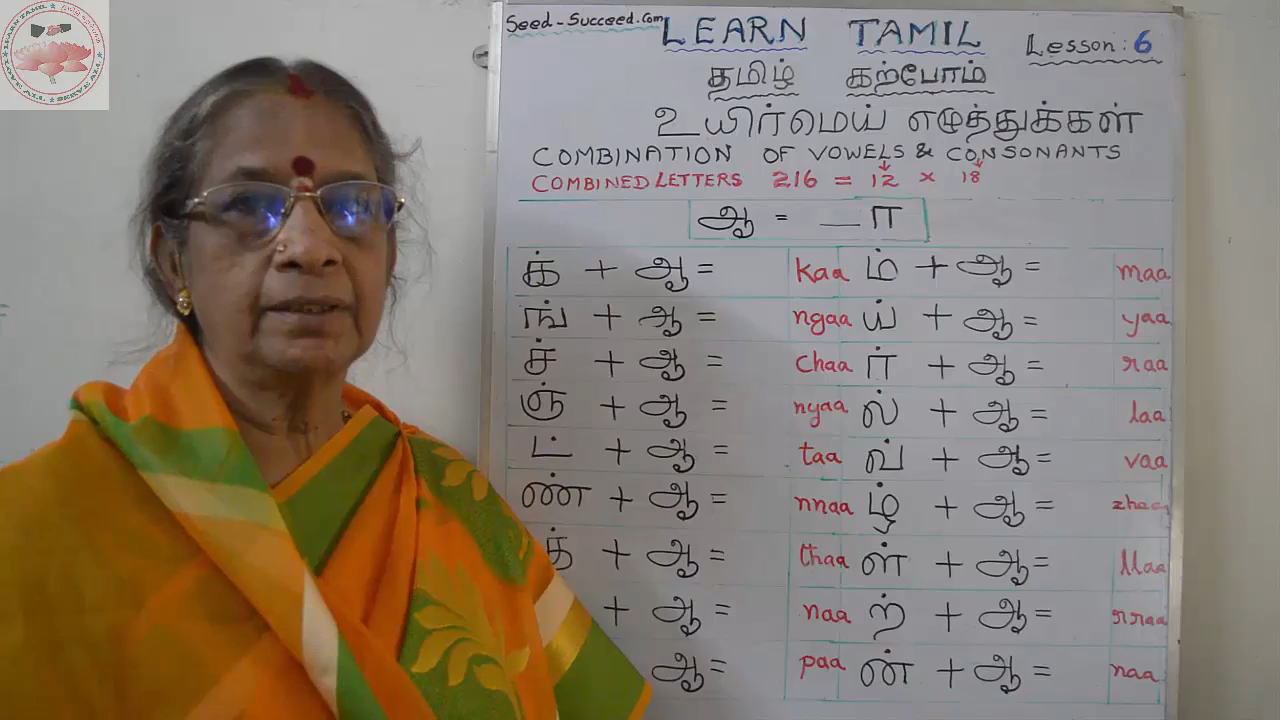 Seed-Succeed.Com
LEARN TAMIL Lesson: 6
தமிழ் கற்போம்
உயிர்மெய் எழுத்துக்கள்
COMBINATION OF VOWELS & CONSONANTS
COMBINED LETTERS 216 = 12 x 18
ஆ = __ா
க் + ஆ = kaa ம் + ஆ = maa
ங் + ஆ = ngaa ய் + ஆ = yaa
ச் + ஆ = chaa ர் + ஆ = raa
ஞ் + ஆ = nyaa ல் + ஆ = laa
ட் + ஆ = taa வ் + ஆ = vaa
ண் + ஆ = nnaa ழ் + ஆ = zhaa
த் + ஆ = thaa ள் + ஆ = llaa
+ ஆ = naa ற் + ஆ = rraa
ஆ = paa ன் + ஆ = naa